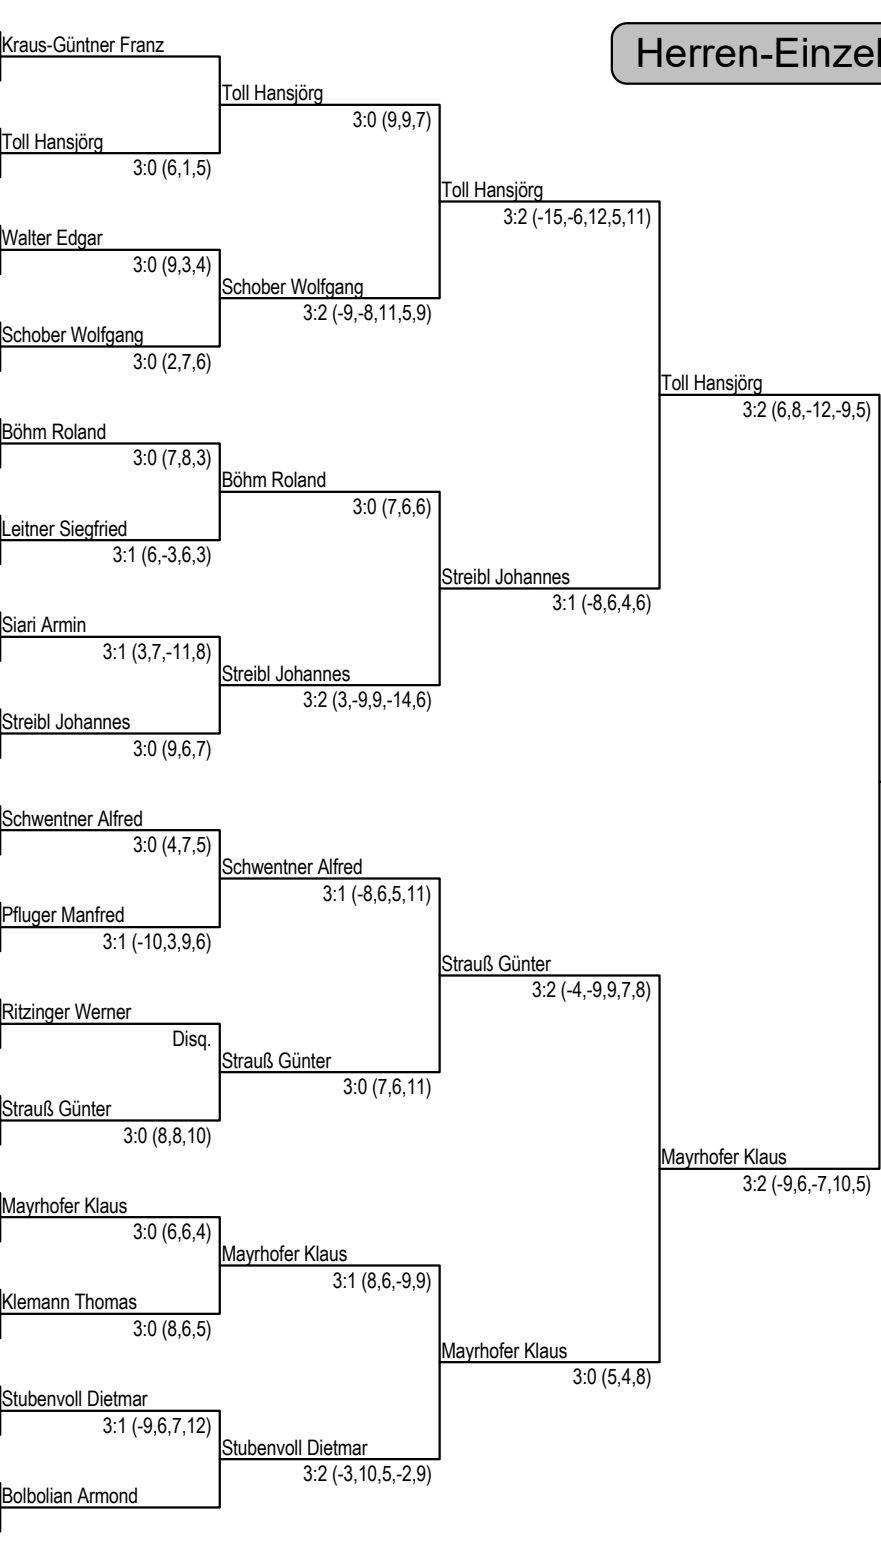 Kraus-Güntner Franz
Herren-Einzel
Toll Hansjörg
3:0 (9,9,7)
Toll Hansjörg
3:0 (6,1,5)
Toll Hansjörg
3:2 (-15,-6,12,5,11)
Walter Edgar
3:0 (9,3,4)
Schober Wolfgang
3:2 (-9,-8,11,5,9)
Schober Wolfgang
3:0 (2,7,6)
Toll Hansjörg
3:2 (6,8,-12,-9,5)
Böhm Roland
3:0 (7,8,3)
Böhm Roland
3:0 (7,6,6)
Leitner Siegfried
3:1 (6,-3,6,3)
Streibl Johannes
3:1 (-8,6,4,6)
Siari Armin
3:1 (3,7,-11,8)
Streibl Johannes
3:2 (3,-9,9,-14,6)
Streibl Johannes
3:0 (9,6,7)
Schwentner Alfred
3:0 (4,7,5)
Schwentner Alfred
3:1 (-8,6,5,11)
Pfluger Manfred
3:1 (-10,3,9,6)
Strauß Günter
3:2 (-4,-9,9,7,8)
Ritzinger Werner
Disq.
Strauß Günter
3:0 (7,6,11)
Strauß Günter
3:0 (8,8,10)
Mayrhofer Klaus
3:2 (-9,6,-7,10,5)
Mayrhofer Klaus
3:0 (6,6,4)
Mayrhofer Klaus
3:1 (8,6,-9,9)
Klemann Thomas
3:0 (8,6,5)
Mayrhofer Klaus
3:0 (5,4,8)
Stubenvoll Dietmar
3:1 (-9,6,7,12)
Stubenvoll Dietmar
3:2 (-3,10,5,-2,9)
Bolbolian Armond